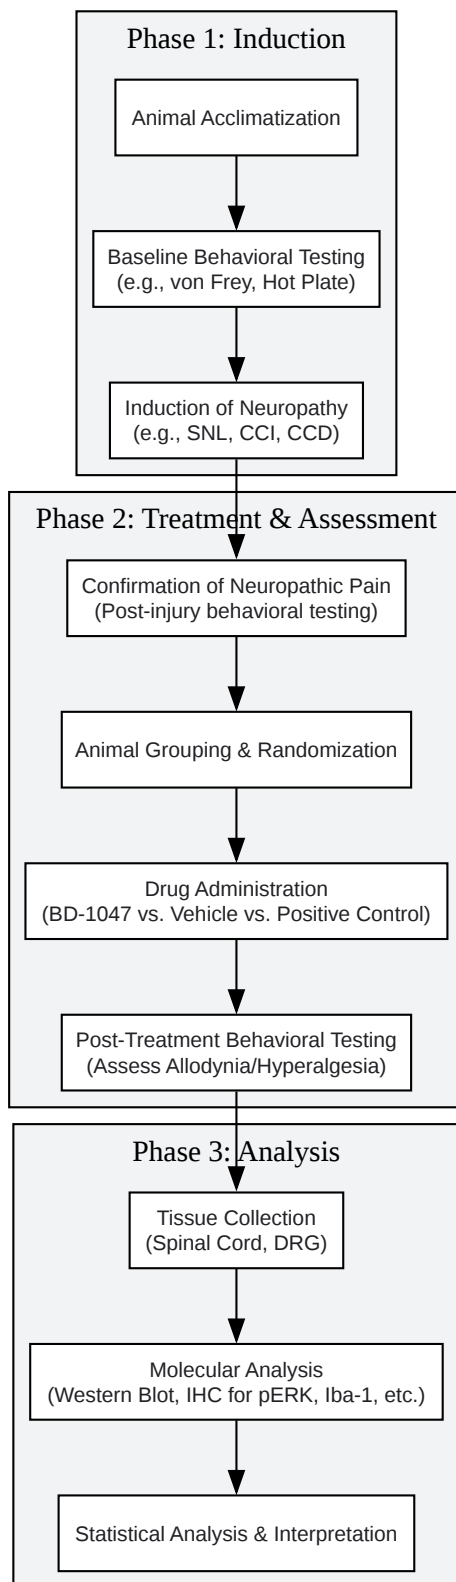 Phase 1: Induction
Animal Acclimatization
Baseline Behavioral Testing
(e.g., von Frey, Hot Plate)
Induction of Neuropathy
(e.g., SNL, CCI, CCD)
Phase 2: Treatment & Assessment
Confirmation of Neuropathic Pain
(Post-injury behavioral testing)
Animal Grouping & Randomization
Drug Administration
(BD-1047 vs. Vehicle vs. Positive Control)
Post-Treatment Behavioral Testing
(Assess Allodynia/Hyperalgesia)
Phase 3: Analysis
Tissue Collection
(Spinal Cord, DRG)
Molecular Analysis
(Western Blot, IHC for pERK, Iba-1, etc.)
Statistical Analysis & Interpretation